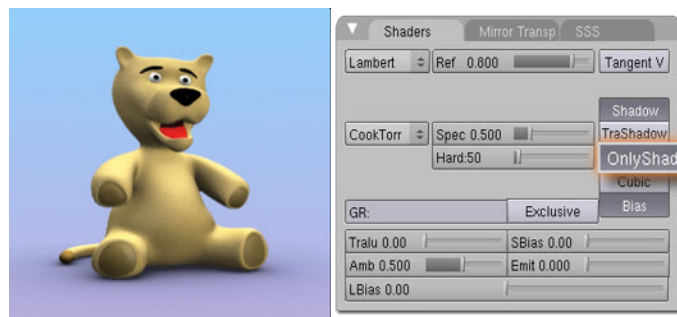 Shaders
Mirror Transp
SSS
Lambert
Ref 0.800
Tangent V
Shadow
CookTorr
Spec 0.500
TraShadow
Hard:50
OnlyShad
Cubic
GR:
Exclusive
Bias
Tralu 0.00
SBias 0.00
Amb 0.500
Emit 0.000
LBias 0.00